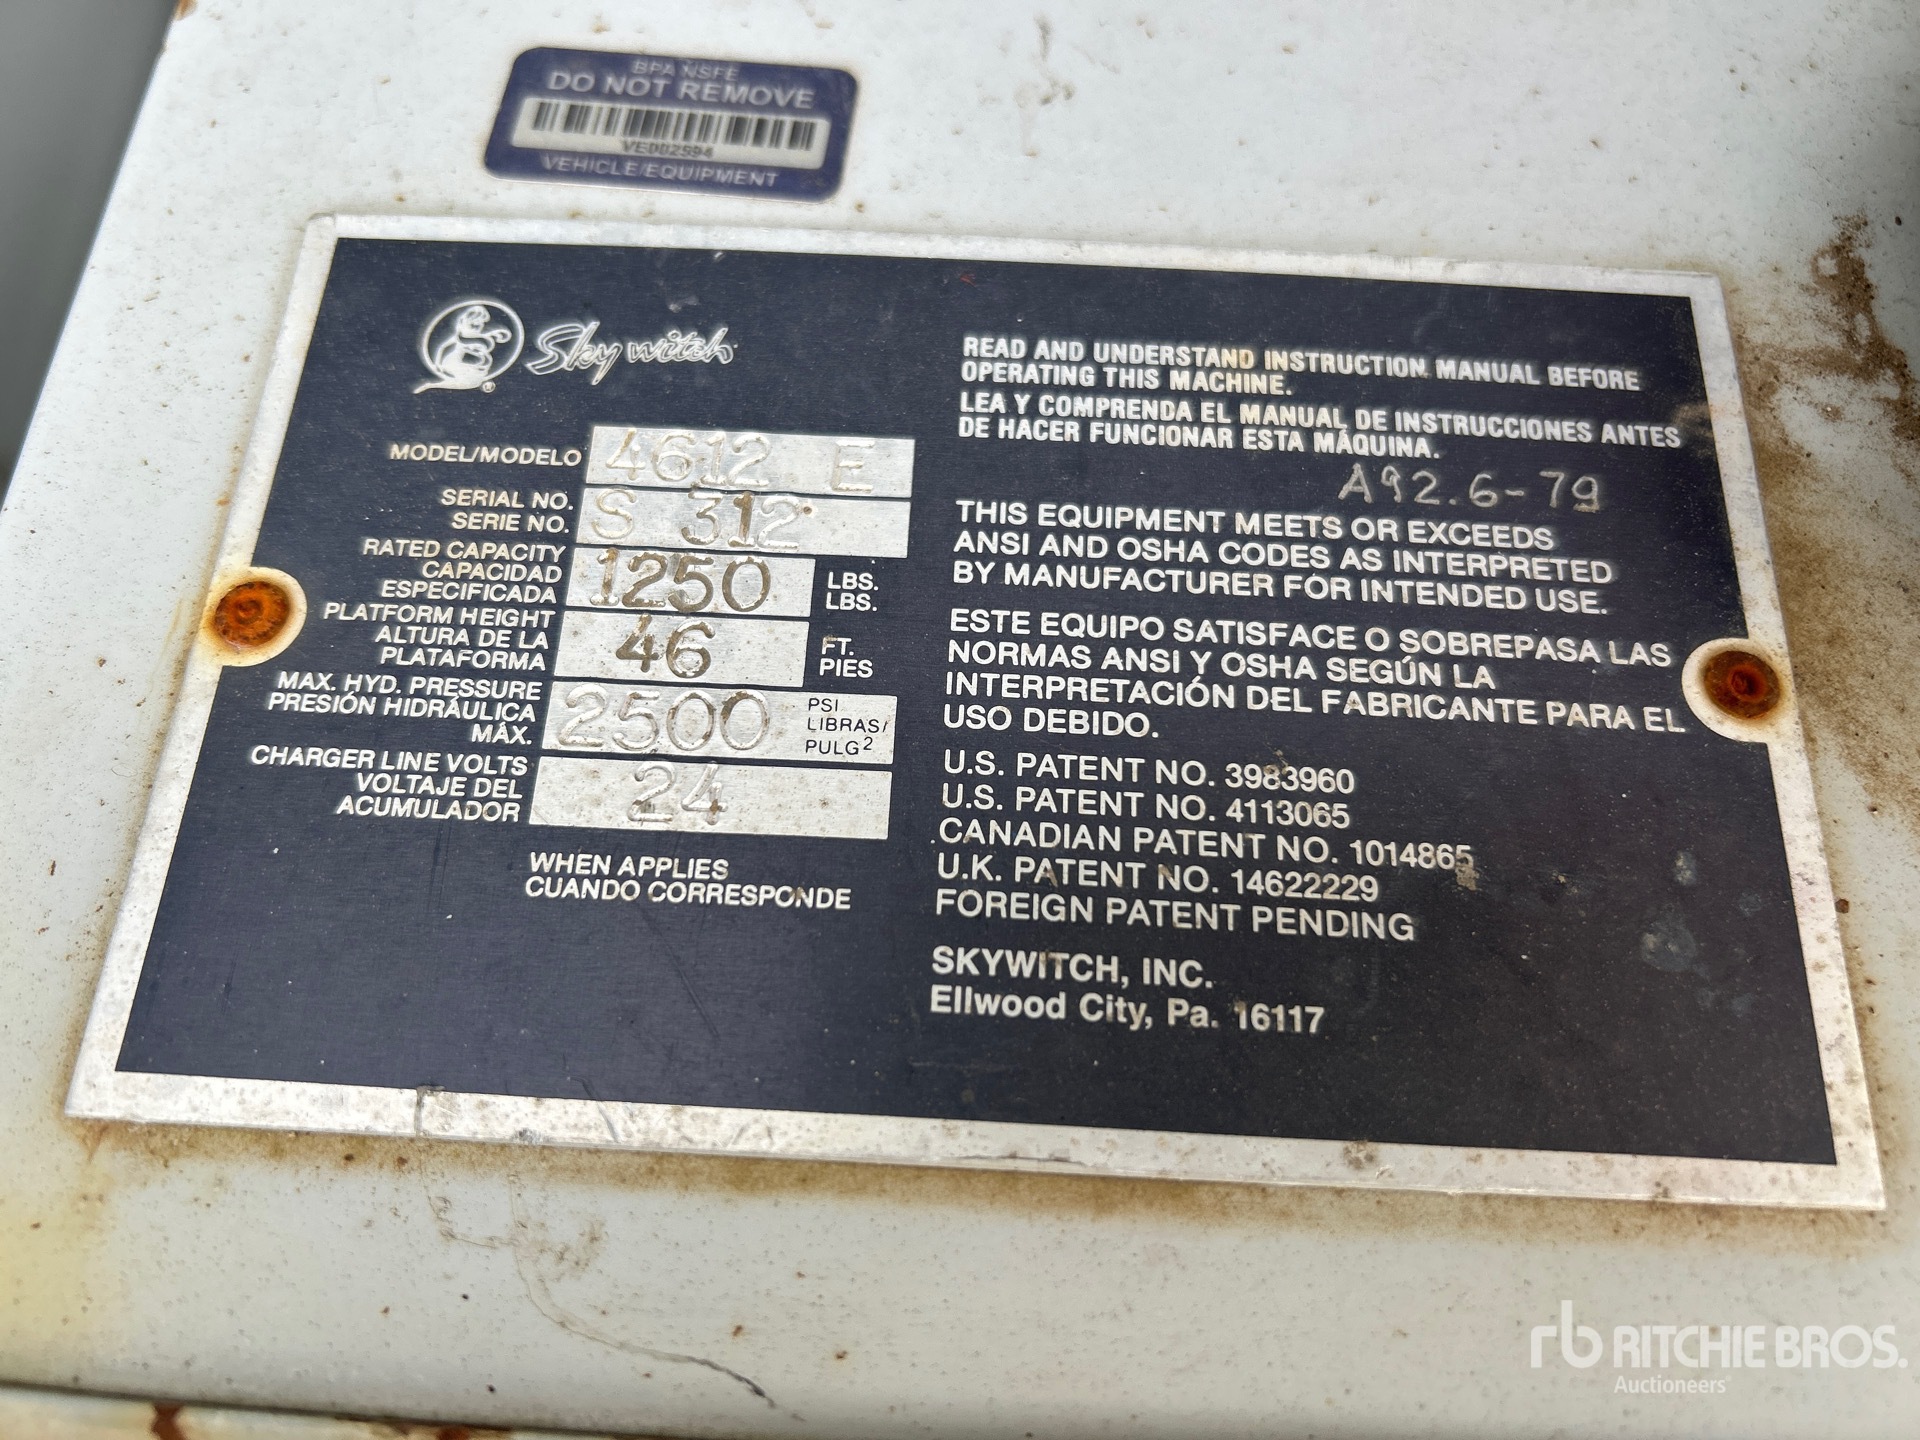 BPA NSFE
DO NOT REMOVE
VE002594
VEHICLE/EQUIPMENT
Sky witch
®
MODEL/MODELO 4612 E
SERIAL NO.
SERIE NO. S 312
RATED CAPACITY
CAPACIDAD
ESPECIFICADA 1250 LBS.
LBS.
PLATFORM HEIGHT
ALTURA DE LA
PLATAFORMA 46 FT.
PIES
MAX. HYD. PRESSURE
PRESIÓN HIDRÁULICA
MÁX. 2500 PSI
LIBRAS/
PULG²
CHARGER LINE VOLTS
VOLTAJE DEL
ACUMULADOR 24
WHEN APPLIES
CUANDO CORRESPONDE
READ AND UNDERSTAND INSTRUCTION MANUAL BEFORE
OPERATING THIS MACHINE.
LEA Y COMPRENDA EL MANUAL DE INSTRUCCIONES ANTES
DE HACER FUNCIONAR ESTA MÁQUINA.
A92.6-79
THIS EQUIPMENT MEETS OR EXCEEDS
ANSI AND OSHA CODES AS INTERPRETED
BY MANUFACTURER FOR INTENDED USE.
ESTE EQUIPO SATISFACE O SOBREPASA LAS
NORMAS ANSI Y OSHA SEGÚN LA
INTERPRETACIÓN DEL FABRICANTE PARA EL
USO DEBIDO.
U.S. PATENT NO. 3983960
U.S. PATENT NO. 4113065
CANADIAN PATENT NO. 1014865
U.K. PATENT NO. 14622229
FOREIGN PATENT PENDING
SKYWITCH, INC.
Ellwood City, Pa. 16117
rb RITCHIE BROS.
Auctioneers